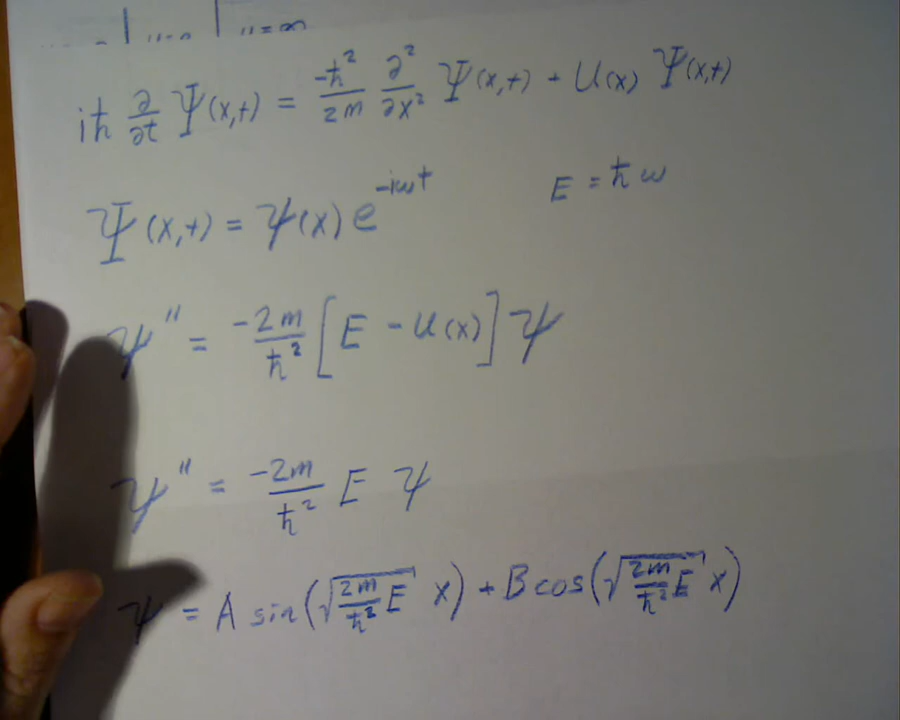 iħ ∂/∂t Ψ(x,t) = -ħ²/2m ∂²/∂x² Ψ(x,t) + U(x) Ψ(x,t)
Ψ(x,t) = ψ(x) e^{-iωt} E = ħω
ψ'' = -2m/ħ² [E - U(x)] ψ
ψ'' = -2m/ħ² E ψ
ψ = A sin(√(2m/ħ² E) x) + B cos(√(2m/ħ² E) x)